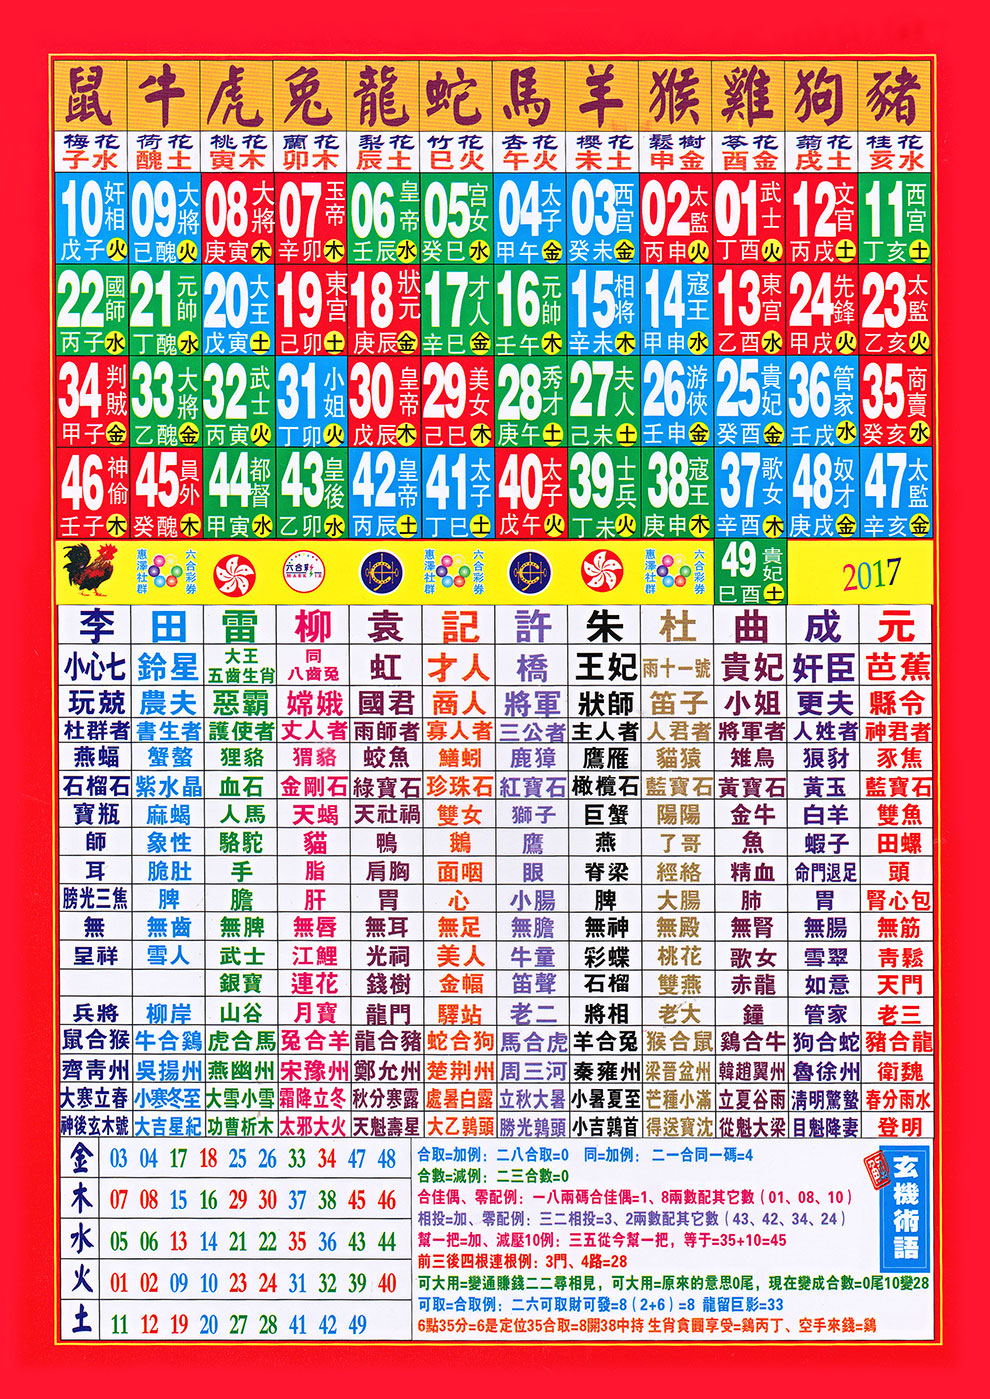 鼠 牛 虎 兔 龍 蛇 馬 羊 猴 雞 狗 豬
梅花 荷花 桃花 蘭花 梨花 竹花 杏花 櫻花 鬆樹 苓花 菊花 桂花
子水 醜土 寅木 卯木 辰土 巳火 午火 未土 申金 酉金 戌土 亥水
10 奸相 09 大將 08 大將 07 玉帝 06 皇帝 05 宮女 04 太子 03 西宮 02 太監 01 武士 12 文官 11 西宮
戊子火 己醜火 庚寅木 辛卯木 壬辰水 癸巳水 甲午金 癸未金 丙申火 丁酉火 丙戌土 丁亥土
22 國師 21 元帥 20 大王 19 東宮 18 狀元 17 才人 16 元帥 15 相將 14 寇王 13 東宮 24 先鋒 23 太監
丙子水 丁醜水 戊寅土 己卯土 庚辰金 辛巳金 壬午木 辛未木 甲申水 乙酉水 甲戌火 乙亥火
34 判賊 33 大將 32 武士 31 小姐 30 皇帝 29 美女 28 秀才 27 夫人 26 游俠 25 貴妃 36 管家 35 商賣
甲子金 乙醜金 丙寅火 丁卯火 戊辰木 己巳木 庚午土 己未土 壬申金 癸酉金 壬戌水 癸亥水
46 神偷 45 員外 44 都督 43 皇後 42 皇帝 41 太子 40 太子 39 士兵 38 寇王 37 歌女 48 奴才 47 太監
壬子木 癸醜木 甲寅水 乙卯水 丙辰土 丁巳土 戊午火 丁未火 庚申木 辛酉木 庚戌金 辛亥金
惠澤社群 六合彩券 六合彩 MARK SIX 惠澤社群 六合彩券 惠澤社群 六合彩券 49 貴妃 2017
巳酉土
李 田 雷 柳 袁 記 許 朱 杜 曲 成 元
小心七 鈴星 大王五齒生肖 同八齒兔 虹 才人 橋 王妃 兩十一號 貴妃 奸臣 芭蕉
玩兢 農夫 惡霸 嫦娥 國君 商人 將軍 狀師 笛子 小姐 更夫 縣令
社群者 書生者 護使者 丈人者 雨師者 寡人者 三公者 主人者 人君者 將軍者 人姓者 神君者
燕蝠 蟹螯 狸貉 猬貉 蛟魚 鱔蚓 鹿獐 鷹雁 貓猿 雉鳥 狼豺 豕焦
石榴石 紫水晶 血石 金剛石 綠寶石 珍珠石 紅寶石 橄欖石 藍寶石 黃寶石 黃玉 藍寶石
寶瓶 麻蝎 人馬 天蝎 天社禍 雙女 獅子 巨蟹 陽陽 金牛 白羊 雙魚
師 象性 駱駝 貓 鴨 鵝 鷹 燕 了哥 魚 蝦子 田螺
耳 脆肚 手 脂 肩胸 面咽 眼 脊梁 經絡 精血 命門退足 頭
膀光三焦 脾 膽 肝 胃 心 小腸 脾 大腸 肺 胃 腎心包
無 無齒 無脾 無唇 無耳 無足 無膽 無神 無殿 無腎 無腸 無筋
呈祥 雪人 武士 江鯉 光祠 美人 牛童 彩蝶 桃花 歌女 雪翠 靑鬆
銀寶 連花 錢樹 金幅 笛聲 石榴 雙燕 赤龍 如意 天門
兵將 柳岸 山谷 月寶 龍門 驛站 老二 將相 老大 鐘 管家 老三
鼠合猴 牛合鷄 虎合馬 兔合羊 龍合豬 蛇合狗 馬合虎 羊合兔 猴合鼠 鷄合牛 狗合蛇 豬合龍
齊靑州 吳揚州 燕幽州 宋豫州 鄭允州 楚荆州 周三河 秦雍州 梁晉盆州 韓趙翼州 魯徐州 衛魏
大寒立春 小寒冬至 大雪小雪 霜降立冬 秋分寒露 處暑白露 立秋大暑 小暑夏至 芒種小滿 立夏谷雨 淸明驚蟄 春分雨水
神後玄木號 大吉星紀 功曹析木 太邪大火 天魁壽星 大乙鶉頭 勝光鶉頭 小吉鶉首 得送寶沈 從魁大梁 目魁降妻 登明
金 03 04 17 18 25 26 33 34 47 48
木 07 08 15 16 29 30 37 38 45 46
水 05 06 13 14 21 22 35 36 43 44
火 01 02 09 10 23 24 31 32 39 40
土 11 12 19 20 27 28 41 42 49
合取=加例：二八合取=0 同=加例：二一合同一碼=4
合數=減例：二三合數=0
合佳偶、零配例：一八兩碼合佳偶=1、8兩數配其它數（01、08、10）
相投=加、零配例：三二相投=3、2兩數配其它數（43、42、34、24）
幫一把=加、減壓10例：三五從今幫一把，等于=35+10=45
前三後四根連根例：3門、4路=28
可大用=變通賺錢二二尋相見，可大用=原來的意思0尾，現在變成合數=0尾10變28
可取=合取例：二六可取財可發=8（2+6）=8 龍留巨影=33
6點35分=6是定位35合取=8開38中持 生肖貪圓享受=鷄丙丁、空手來錢=鷄
玄機術語